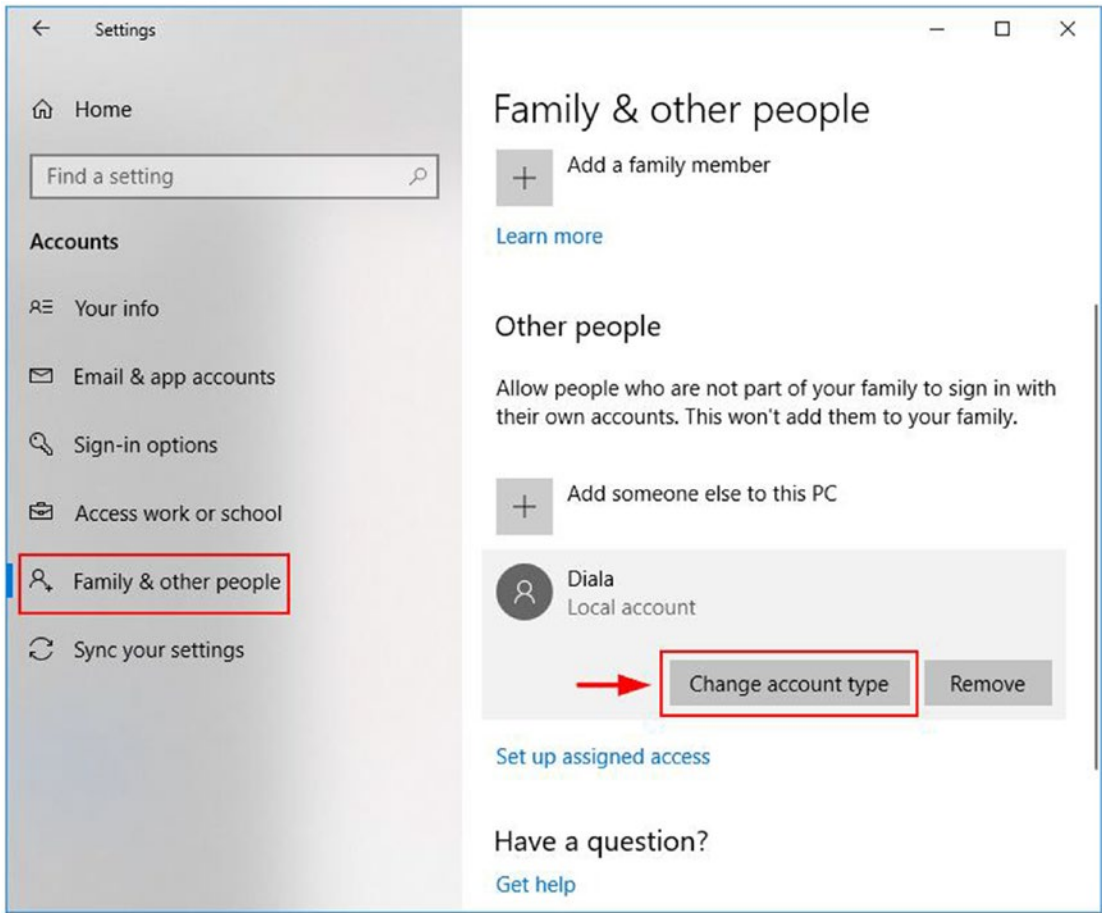 Settings
Home
Find a setting
Accounts
Your info
Email & app accounts
Sign-in options
Access work or school
Family & other people
Sync your settings
Family & other people
Add a family member
Learn more
Other people
Allow people who are not part of your family to sign in with
their own accounts. This won't add them to your family.
Add someone else to this PC
Diala
Local account
Change account type
Remove
Set up assigned access
Have a question?
Get help